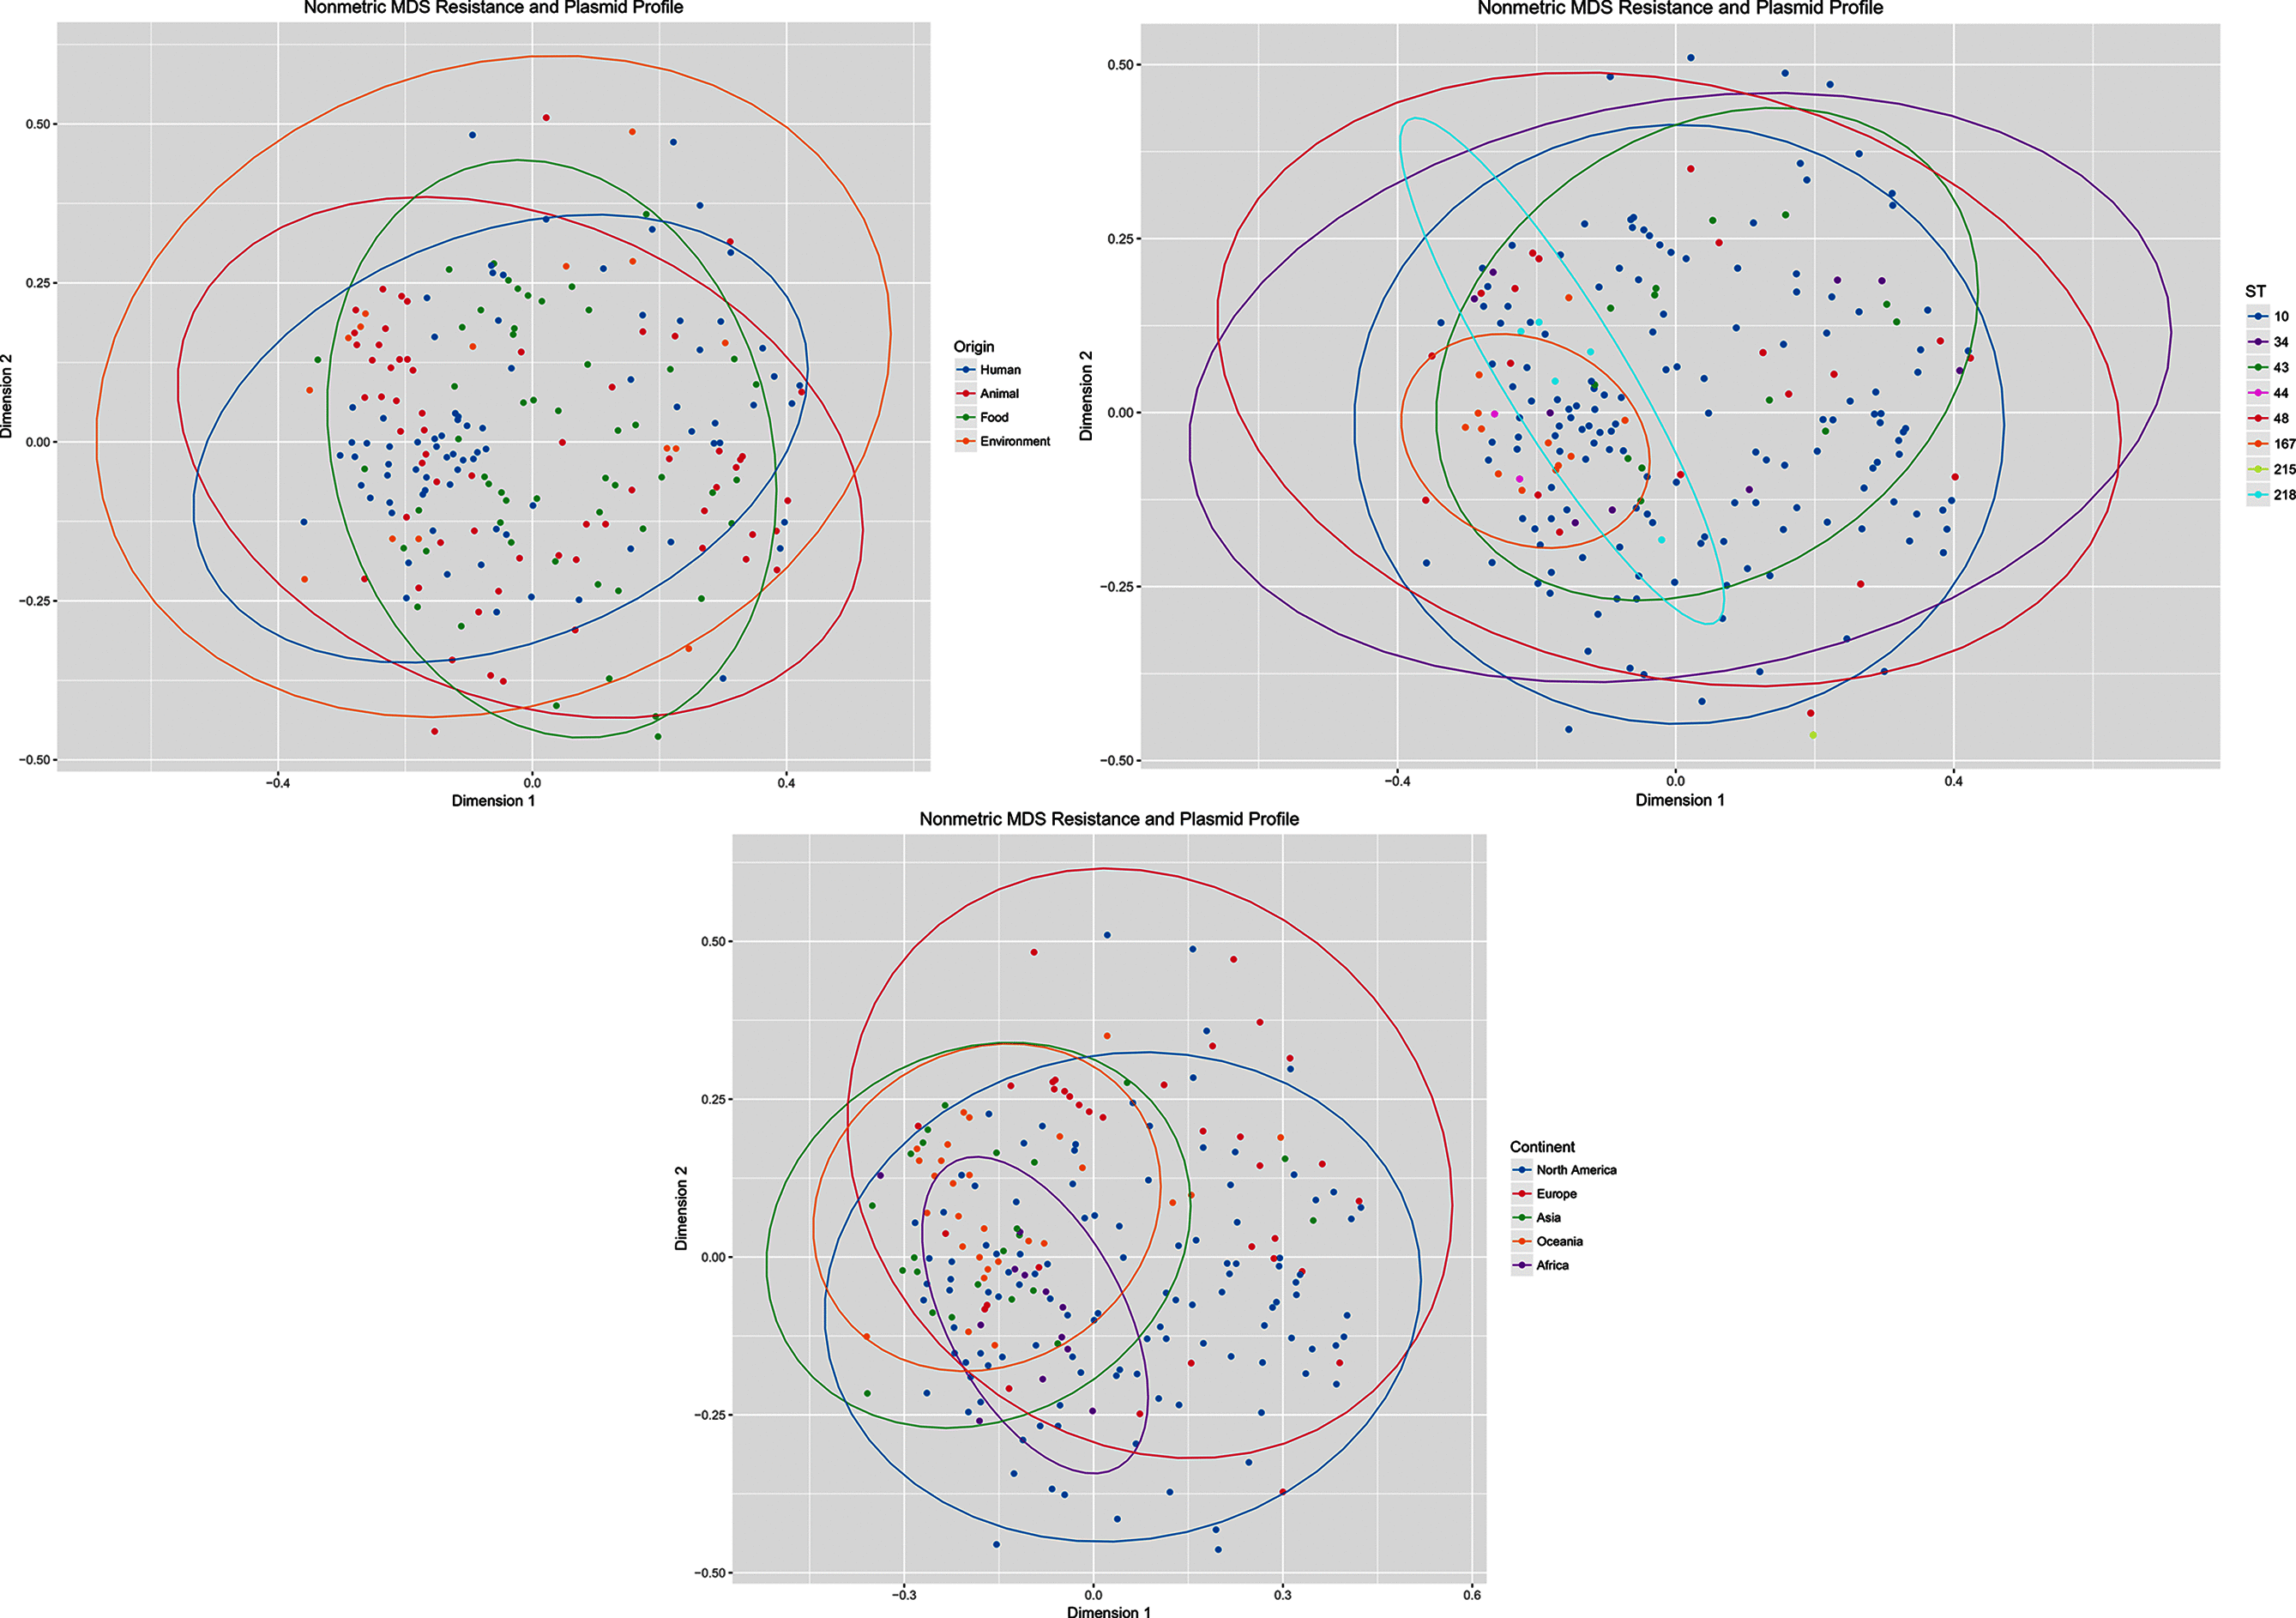 Nonmetric MDS Resistance and Plasmid Profile
0.50
0.25
0.00
−0.25
−0.50
Dimension 2
−0.4
0.0
0.4
Dimension 1
Origin
Human
Animal
Food
Environment
Nonmetric MDS Resistance and Plasmid Profile
0.50
0.25
0.00
−0.25
−0.50
Dimension 2
−0.4
0.0
0.4
Dimension 1
ST
10
34
43
44
48
167
215
218
Nonmetric MDS Resistance and Plasmid Profile
0.50
0.25
0.00
−0.25
−0.50
Dimension 2
−0.3
0.0
0.3
0.6
Dimension 1
Continent
North America
Europe
Asia
Oceania
Africa